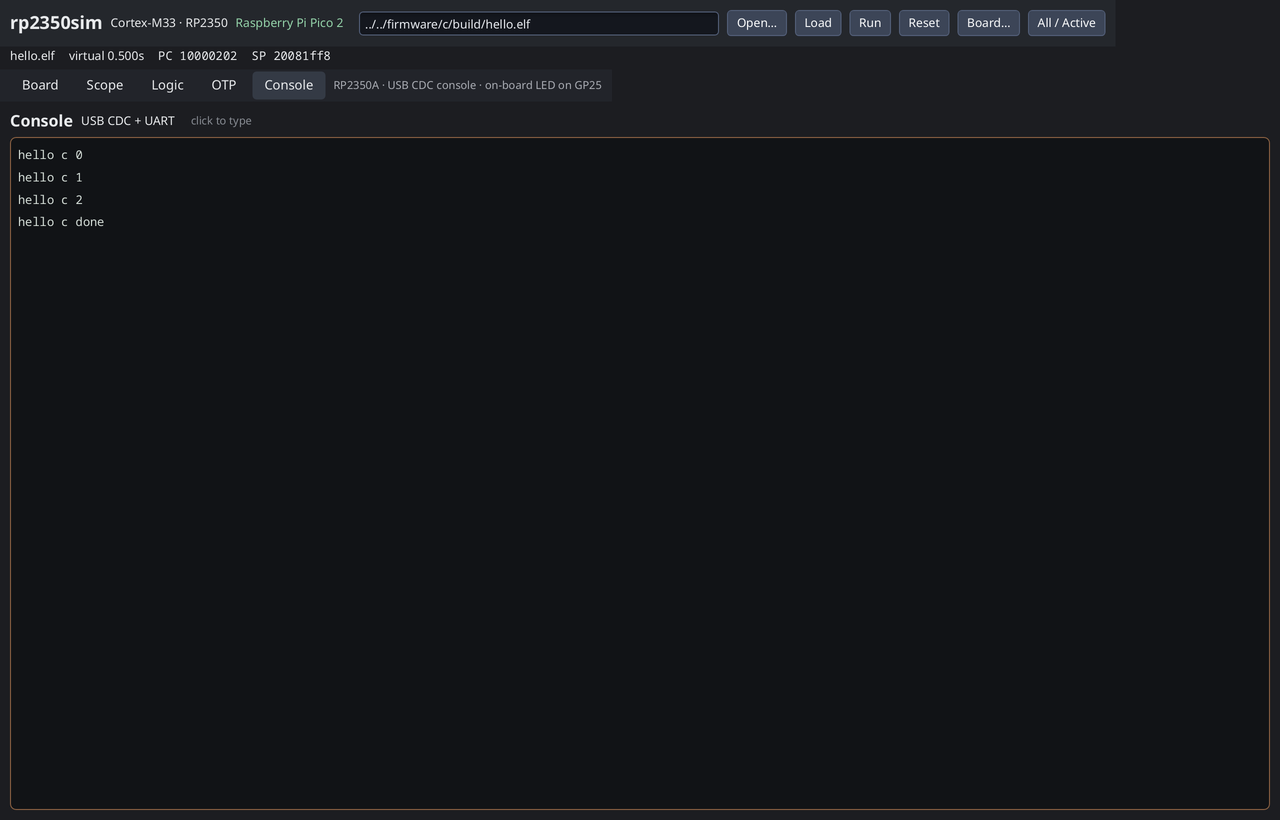 rp2350sim Cortex-M33 · RP2350 Raspberry Pi Pico 2 ../../firmware/c/build/hello.elf Open... Load Run Reset Board... All / Active
hello.elf virtual 0.500s PC 10000202 SP 20081ff8
Board Scope Logic OTP Console RP2350A · USB CDC console · on-board LED on GP25
Console USB CDC + UART click to type
hello c 0
hello c 1
hello c 2
hello c done